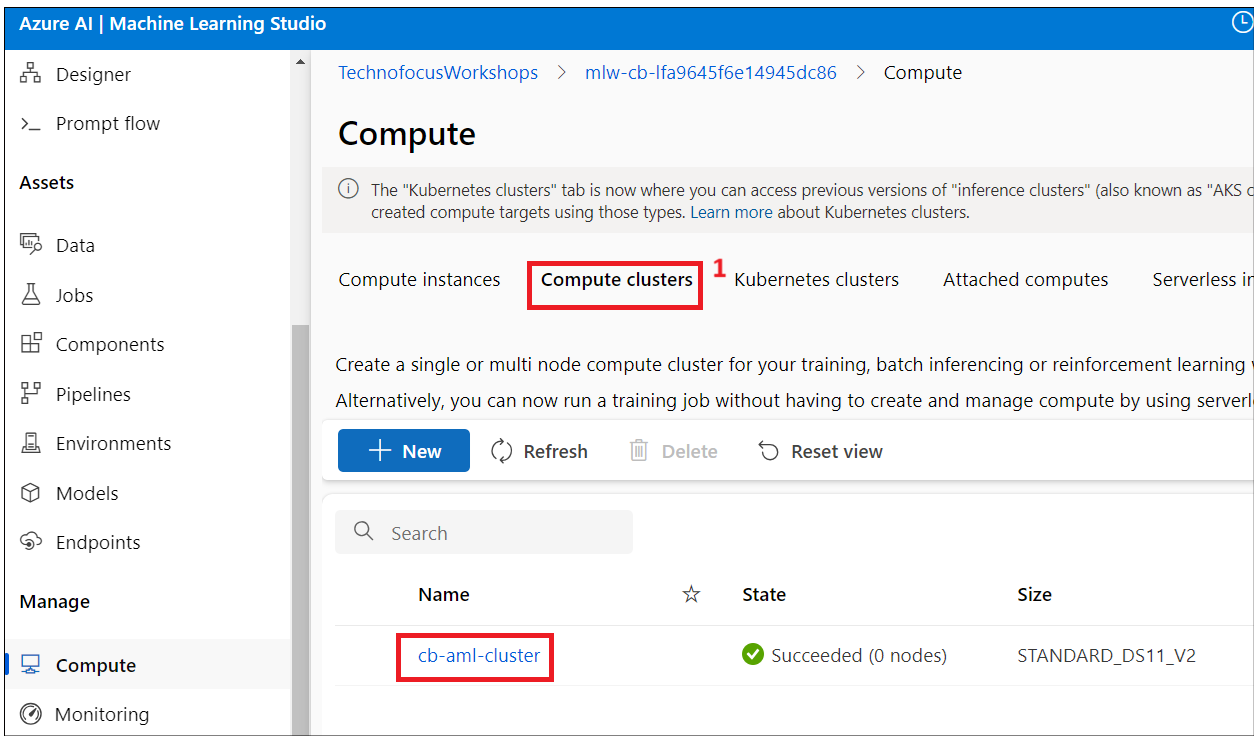 Azure AI | Machine Learning Studio
Designer
Prompt flow
Assets
Data
Jobs
Components
Pipelines
Environments
Models
Endpoints
Manage
Compute
Monitoring
TechnofocusWorkshops > mlw-cb-lfa9645f6e14945dc86 > Compute
Compute
The "Kubernetes clusters" tab is now where you can access previous versions of "inference clusters" (also known as "AKS
created compute targets using those types. Learn more about Kubernetes clusters.
Compute instances Compute clusters 1 Kubernetes clusters Attached computes Serverless
Create a single or multi node compute cluster for your training, batch inferencing or reinforcement learning
Alternatively, you can now run a training job without having to create and manage compute by using
New Refresh Delete Reset view
Search
Name State Size
cb-aml-cluster Succeeded (0 nodes) STANDARD_DS11_V2